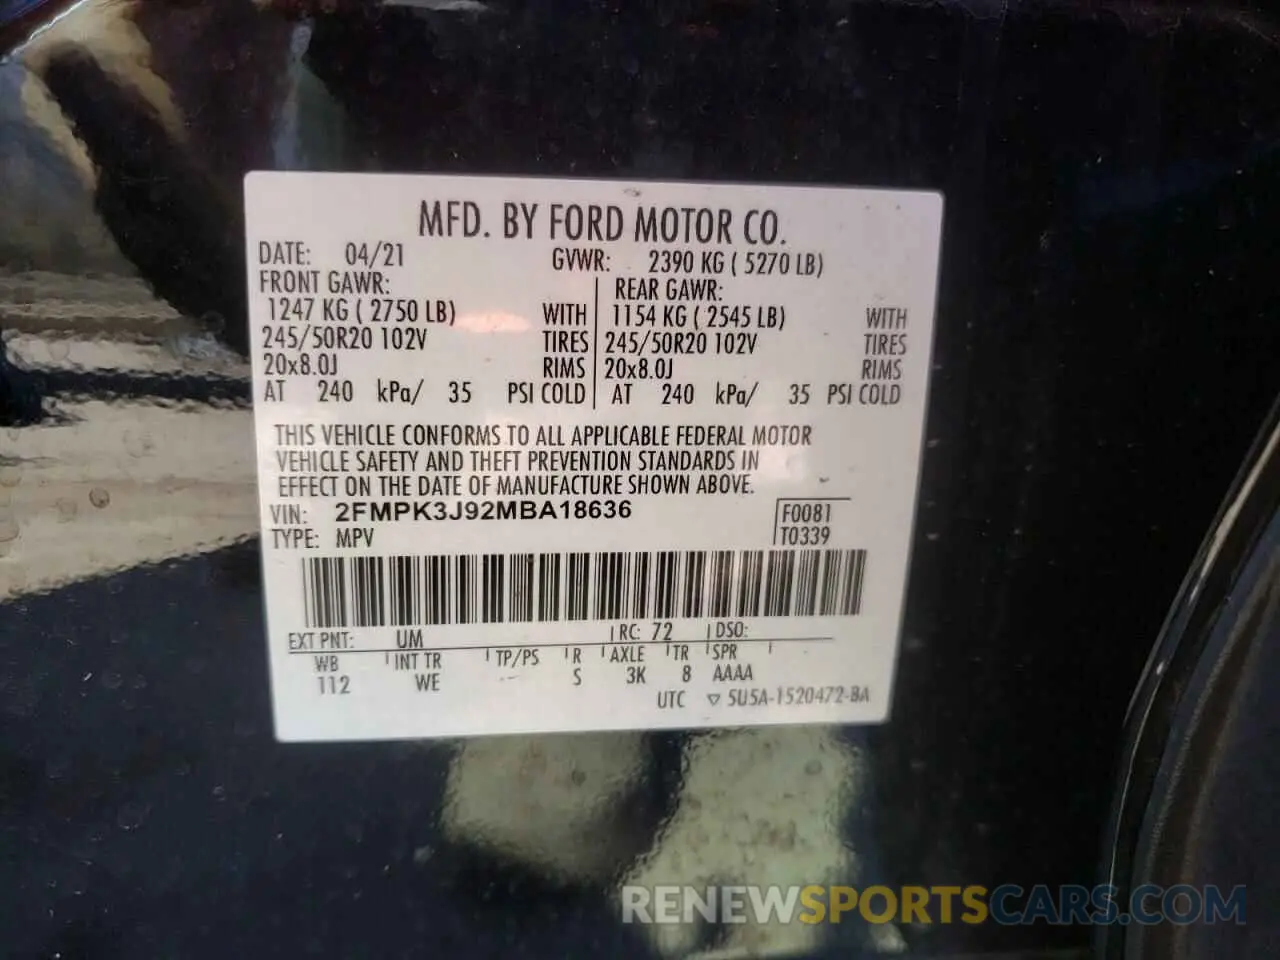 MFD. BY FORD MOTOR CO.
DATE: 04/21 GVWR: 2390 KG ( 5270 LB)
FRONT GAWR: REAR GAWR:
1247 KG ( 2750 LB) WITH 1154 KG ( 2545 LB) WITH
245/50R20 102V TIRES 245/50R20 102V TIRES
20x8.0J RIMS 20x8.0J RIMS
AT 240 kPa/ 35 PSI COLD AT 240 kPa/ 35 PSI COLD
THIS VEHICLE CONFORMS TO ALL APPLICABLE FEDERAL MOTOR
VEHICLE SAFETY AND THEFT PREVENTION STANDARDS IN
EFFECT ON THE DATE OF MANUFACTURE SHOWN ABOVE.
VIN: 2FMPK3J92MBA18636 F0081
TYPE: MPV T0339
EXT PNT: UM RC: 72 DSO:
WB INT TR TP/PS R AXLE TR SPR
112 WE S 3K 8 AAAA
UTC ▽ 5U5A-1520472-BA
RENEWSPORTSCARS.COM